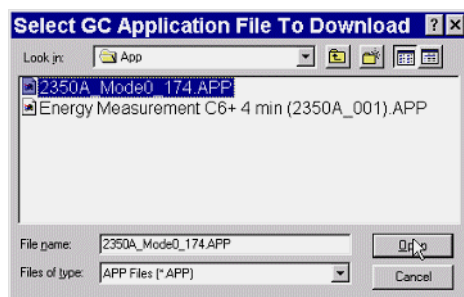 Select GC Application File To Download
Look in: App
2350A_Mode0_174.APP
Energy Measurement C6+ 4 min (2350A_001).APP
File name: 2350A_Mode0_174.APP
Open
Files of type: APP Files (*.APP)
Cancel